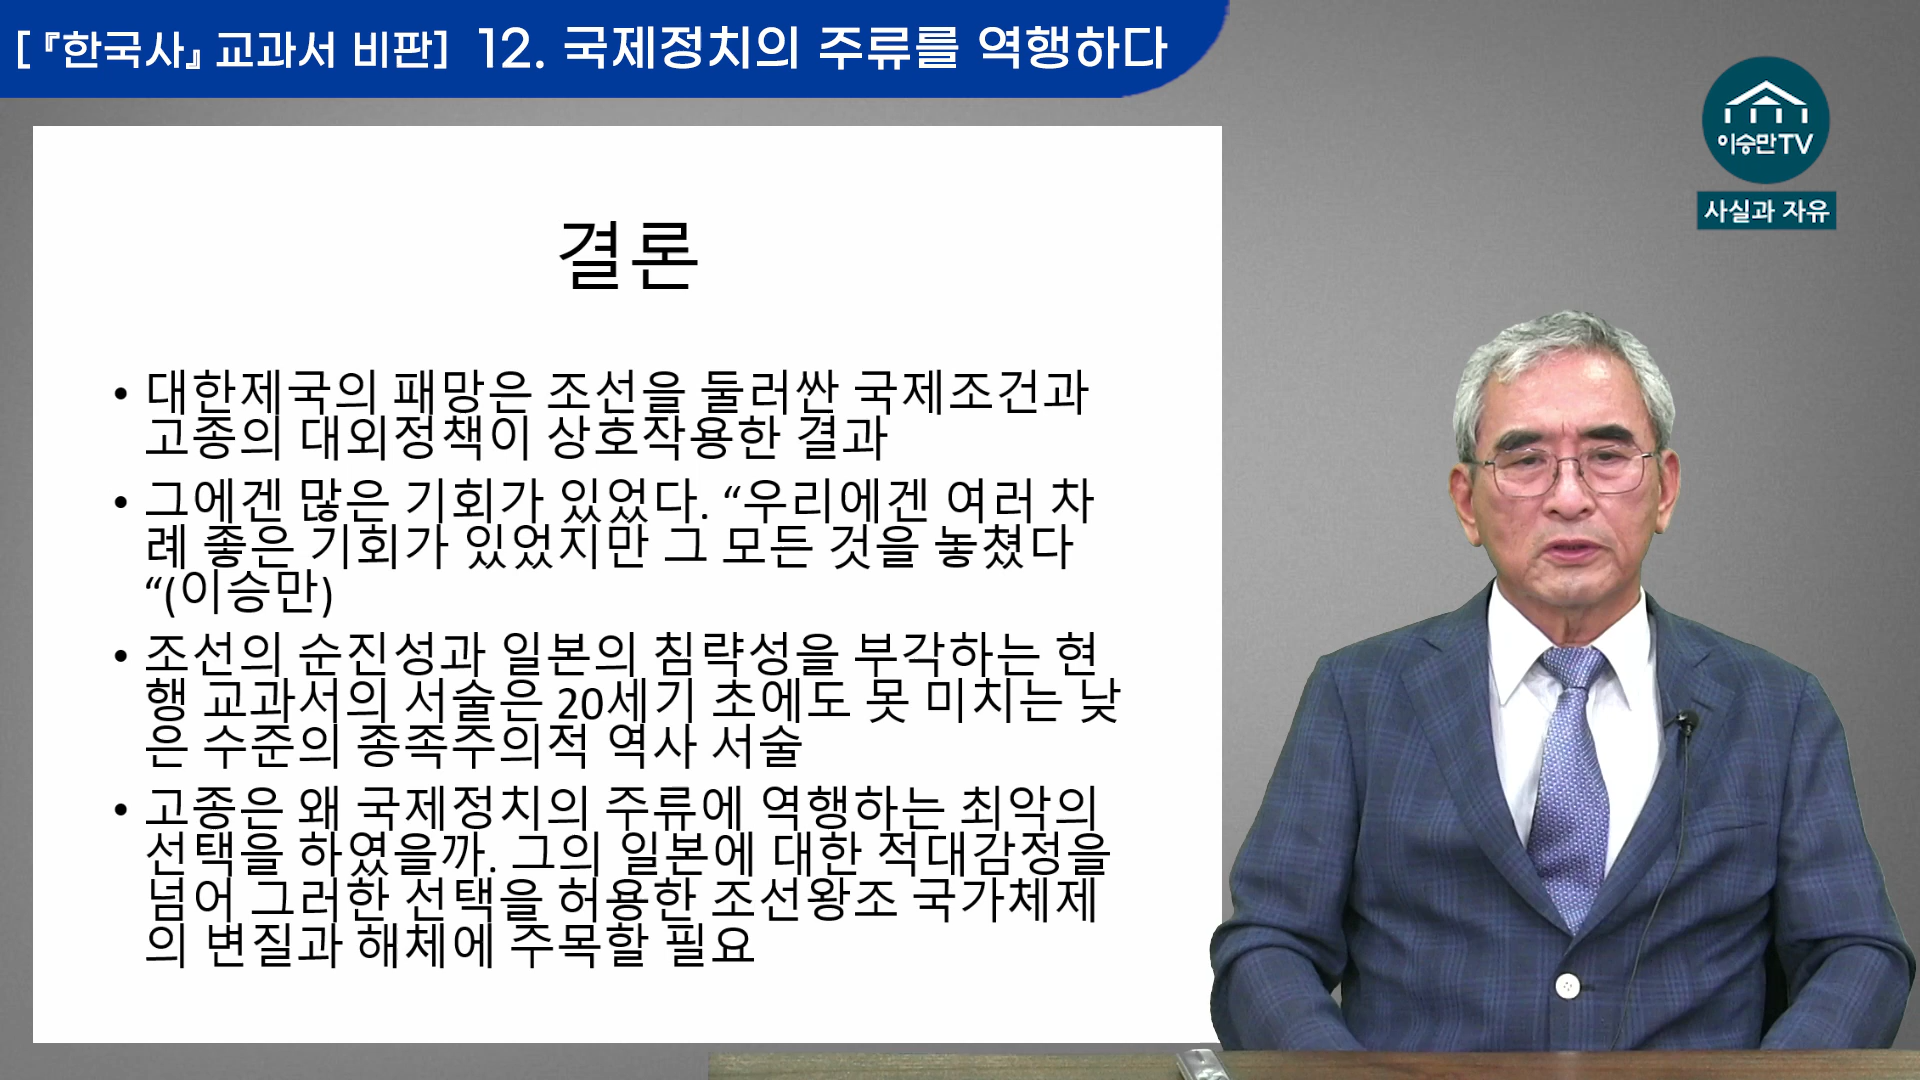 [『한국사』 교과서 비판] 12. 국제정치의 주류를 역행하다
이승만TV
사실과 자유
결론
• 대한제국의 패망은 조선을 둘러싼 국제조건과
고종의 대외정책이 상호작용한 결과
• 그에겐 많은 기회가 있었다. “우리에겐 여러 차
례 좋은 기회가 있었지만 그 모든 것을 놓쳤다
“(이승만)
• 조선의 순진성과 일본의 침략성을 부각하는 현
행 교과서의 서술은 20세기 초에도 못 미치는 낮
은 수준의 종족주의적 역사 서술
• 고종은 왜 국제정치의 주류에 역행하는 최악의
선택을 하였을까. 그의 일본에 대한 적대감정을
넘어 그러한 선택을 허용한 조선왕조 국가체제
의 변질과 해체에 주목할 필요